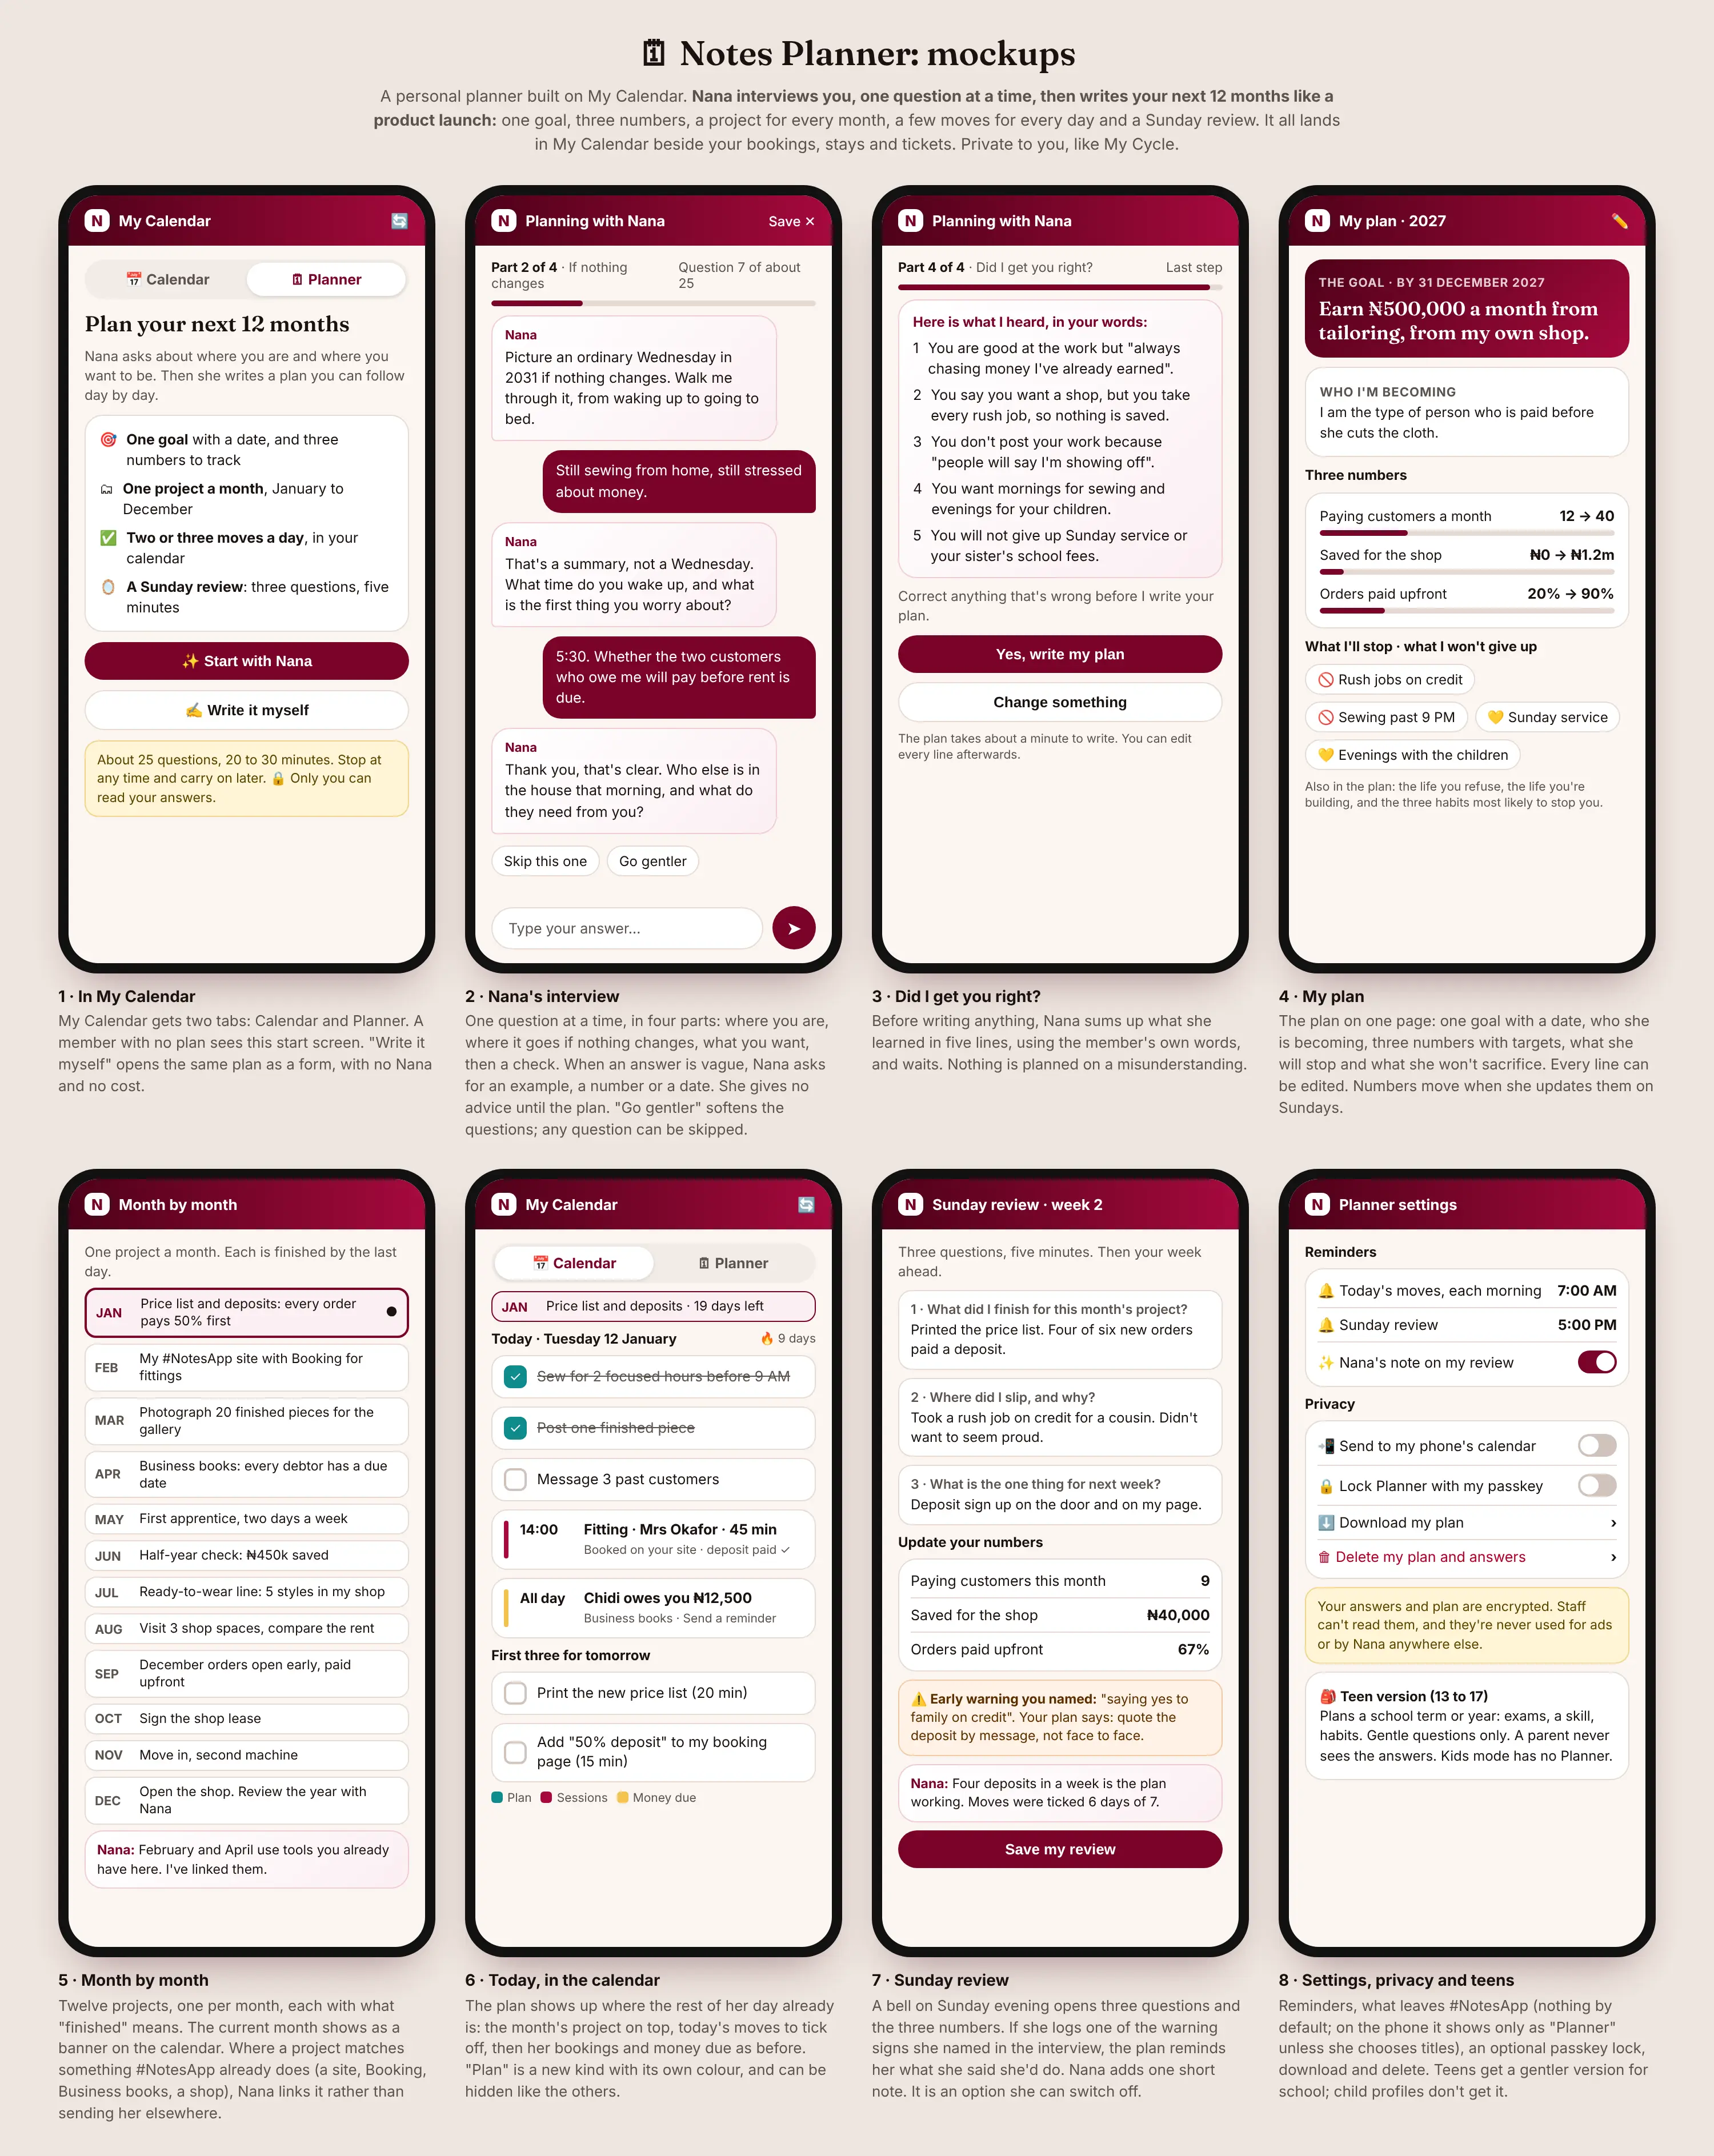 🗓 Notes Planner: mockups
A personal planner built on My Calendar. Nana interviews you, one question at a time, then writes your next 12 months like a
product launch: one goal, three numbers, a project for every month, a few moves for every day and a Sunday review. It all lands
in My Calendar beside your bookings, stays and tickets. Private to you, like My Cycle.
N My Calendar 🔄
📅 Calendar 🗓 Planner
Plan your next 12 months
Nana asks about where you are and where you
want to be. Then she writes a plan you can follow
day by day.
🎯 One goal with a date, and three
numbers to track
🗂 One project a month, January to
December
✅ Two or three moves a day, in your
calendar
🪞 A Sunday review: three questions, five
minutes
✨ Start with Nana
✍️ Write it myself
About 25 questions, 20 to 30 minutes. Stop at
any time and carry on later. 🔒 Only you can
read your answers.
1 · In My Calendar
My Calendar gets two tabs: Calendar and Planner. A
member with no plan sees this start screen. "Write it
myself" opens the same plan as a form, with no Nana
and no cost.
N Planning with Nana Save ✕
Part 2 of 4 · If nothing
changes
Question 7 of about
25
Nana
Picture an ordinary Wednesday in
2031 if nothing changes. Walk me
through it, from waking up to going to
bed.
Still sewing from home, still stressed
about money.
Nana
That's a summary, not a Wednesday.
What time do you wake up, and what
is the first thing you worry about?
5:30. Whether the two customers
who owe me will pay before rent is
due.
Nana
Thank you, that's clear. Who else is in
the house that morning, and what do
they need from you?
Skip this one Go gentler
Type your answer... ➤
2 · Nana's interview
One question at a time, in four parts: where you are,
where it goes if nothing changes, what you want,
then a check. When an answer is vague, Nana asks
for an example, a number or a date. She gives no
advice until the plan. "Go gentler" softens the
questions; any question can be skipped.
N Planning with Nana
Part 4 of 4 · Did I get you right? Last step
Here is what I heard, in your words:
1 You are good at the work but "always
chasing money I've already earned".
2 You say you want a shop, but you take
every rush job, so nothing is saved.
3 You don't post your work because
"people will say I'm showing off".
4 You want mornings for sewing and
evenings for your children.
5 You will not give up Sunday service or
your sister's school fees.
Correct anything that's wrong before I write your
plan.
Yes, write my plan
Change something
The plan takes about a minute to write. You can edit
every line afterwards.
3 · Did I get you right?
Before writing anything, Nana sums up what she
learned in five lines, using the member's own words,
and waits. Nothing is planned on a misunderstanding.
N My plan · 2027 ✏️
THE GOAL · BY 31 DECEMBER 2027
Earn ₦500,000 a month from
tailoring, from my own shop.
WHO I'M BECOMING
I am the type of person who is paid before
she cuts the cloth.
Three numbers
Paying customers a month 12 → 40
Saved for the shop ₦0 → ₦1.2m
Orders paid upfront 20% → 90%
What I'll stop · what I won't give up
🚫 Rush jobs on credit
🚫 Sewing past 9 PM 💛 Sunday service
💛 Evenings with the children
Also in the plan: the life you refuse, the life you're
building, and the three habits most likely to stop you.
4 · My plan
The plan on one page: one goal with a date, who she
is becoming, three numbers with targets, what she
will stop and what she won't sacrifice. Every line can
be edited. Numbers move when she updates them on
Sundays.
N Month by month
One project a month. Each is finished by the last
day.
JAN Price list and deposits: every order
pays 50% first
FEB My #NotesApp site with Booking for
fittings
MAR Photograph 20 finished pieces for the
gallery
APR Business books: every debtor has a due
date
MAY First apprentice, two days a week
JUN Half-year check: ₦450k saved
JUL Ready-to-wear line: 5 styles in my shop
AUG Visit 3 shop spaces, compare the rent
SEP December orders open early, paid
upfront
OCT Sign the shop lease
NOV Move in, second machine
DEC Open the shop. Review the year with
Nana
Nana: February and April use tools you already
have here. I've linked them.
5 · Month by month
Twelve projects, one per month, each with what
"finished" means. The current month shows as a
banner on the calendar. Where a project matches
something #NotesApp already does (a site, Booking,
Business books, a shop), Nana links it rather than
sending her elsewhere.
N My Calendar 🔄
📅 Calendar 🗓 Planner
JAN Price list and deposits · 19 days left
Today · Tuesday 12 January 🔥 9 days
Sew for 2 focused hours before 9 AM
Post one finished piece
Message 3 past customers
14:00 Fitting · Mrs Okafor · 45 min
Booked on your site · deposit paid ✓
All day Chidi owes you ₦12,500
Business books · Send a reminder
First three for tomorrow
Print the new price list (20 min)
Add "50% deposit" to my booking
page (15 min)
Plan Sessions Money due
6 · Today, in the calendar
The plan shows up where the rest of her day already
is: the month's project on top, today's moves to tick
off, then her bookings and money due as before.
"Plan" is a new kind with its own colour, and can be
hidden like the others.
N Sunday review · week 2
Three questions, five minutes. Then your week
ahead.
1 · What did I finish for this month's project?
Printed the price list. Four of six new orders
paid a deposit.
2 · Where did I slip, and why?
Took a rush job on credit for a cousin. Didn't
want to seem proud.
3 · What is the one thing for next week?
Deposit sign up on the door and on my page.
Update your numbers
Paying customers this month 9
Saved for the shop ₦40,000
Orders paid upfront 67%
⚠️ Early warning you named: "saying yes to
family on credit". Your plan says: quote the
deposit by message, not face to face.
Nana: Four deposits in a week is the plan
working. Moves were ticked 6 days of 7.
Save my review
7 · Sunday review
A bell on Sunday evening opens three questions and
the three numbers. If she logs one of the warning
signs she named in the interview, the plan reminds
her what she said she'd do. Nana adds one short
note. It is an option she can switch off.
N Planner settings
Reminders
🔔 Today's moves, each morning 7:00 AM
🔔 Sunday review 5:00 PM
✨ Nana's note on my review
Privacy
📲 Send to my phone's calendar
🔒 Lock Planner with my passkey
⬇️ Download my plan ›
🗑 Delete my plan and answers ›
Your answers and plan are encrypted. Staff
can't read them, and they're never used for ads
or by Nana anywhere else.
🎒 Teen version (13 to 17)
Plans a school term or year: exams, a skill,
habits. Gentle questions only. A parent never
sees the answers. Kids mode has no Planner.
8 · Settings, privacy and teens
Reminders, what leaves #NotesApp (nothing by
default; on the phone it shows only as "Planner"
unless she chooses titles), an optional passkey lock,
download and delete. Teens get a gentler version for
school; child profiles don't get it.